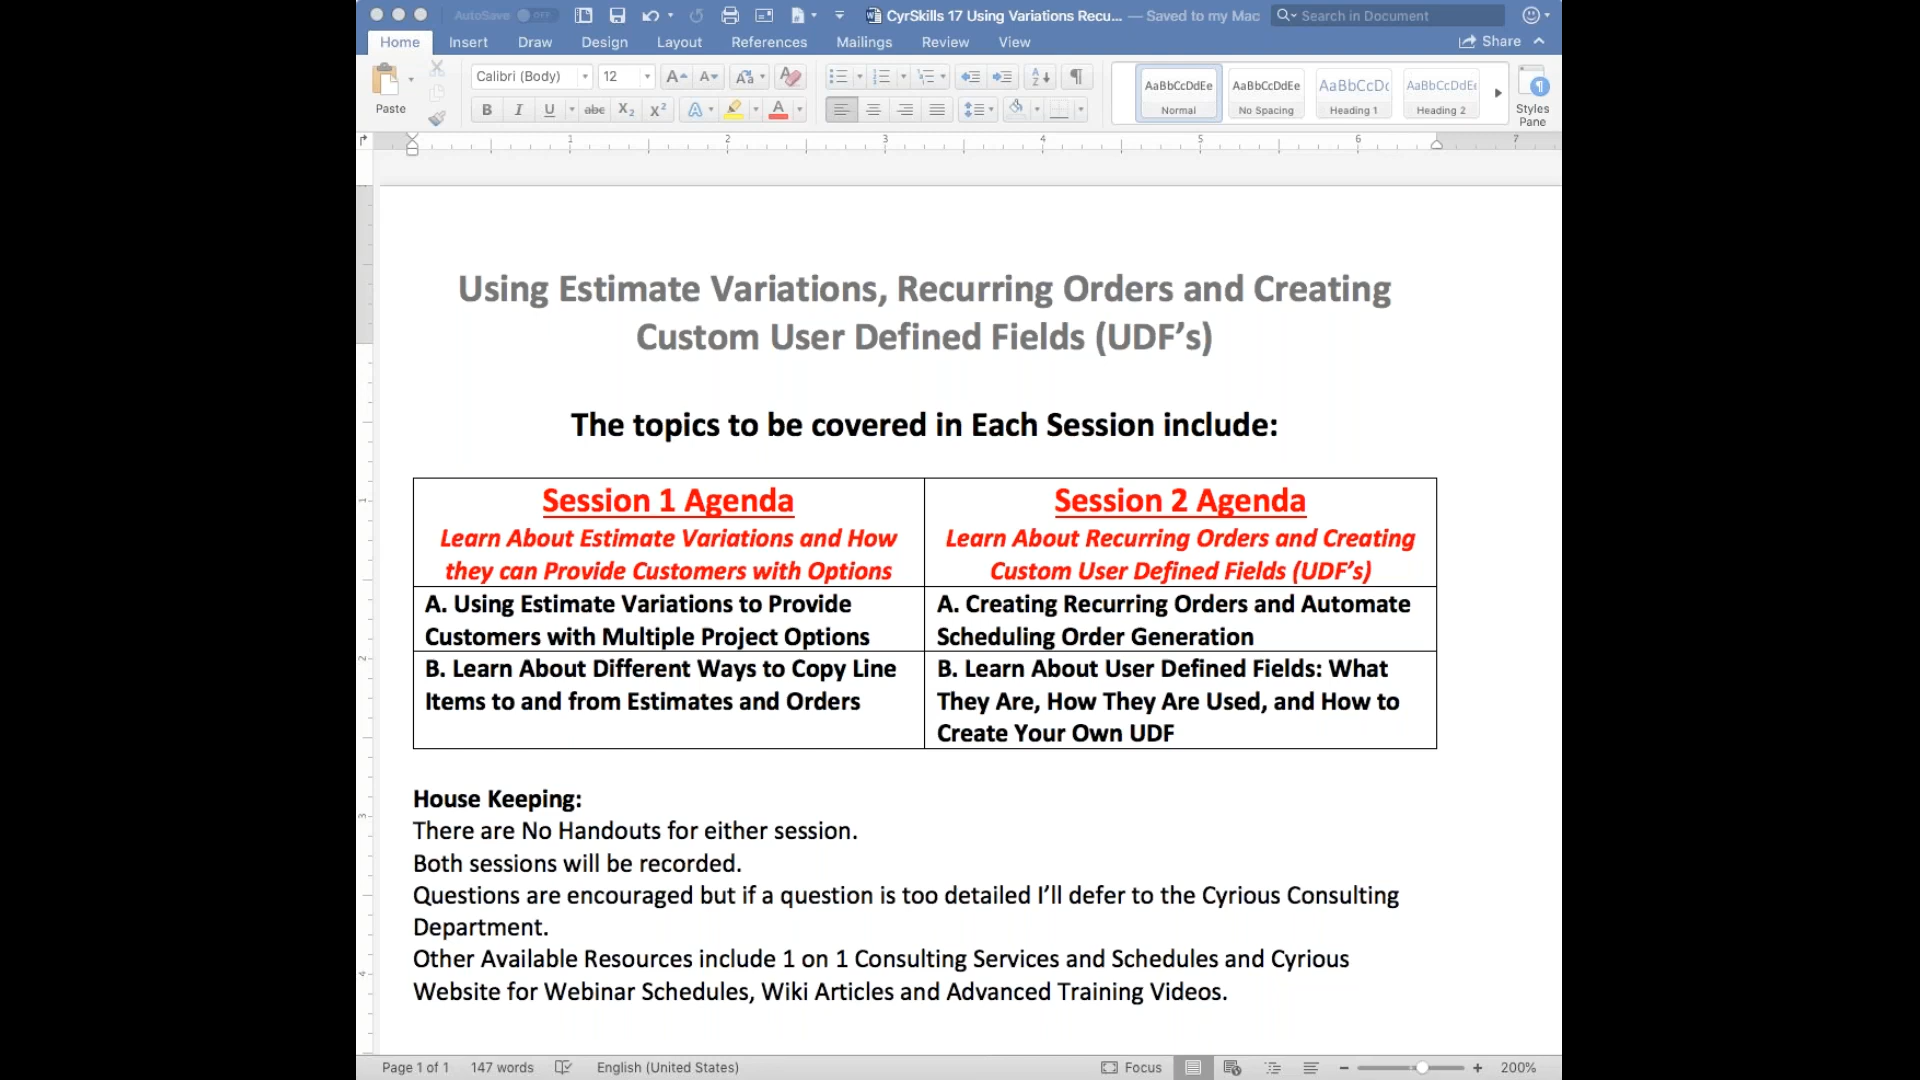 AutoSave OFF
CyrSkills 17 Using Variations Recu... — Saved to my Mac
Search in Document
Home Insert Draw Design Layout References Mailings Review View
Share
Paste
Calibri (Body) 12
AaBbCcDdEe AaBbCcDdEe AaBbCcDc AaBbCcDdEe
Normal No Spacing Heading 1 Heading 2
Styles
Pane
1 2 3 4 5 6 7
Using Estimate Variations, Recurring Orders and Creating
Custom User Defined Fields (UDF’s)
The topics to be covered in Each Session include:
Session 1 Agenda
Learn About Estimate Variations and How
they can Provide Customers with Options
Session 2 Agenda
Learn About Recurring Orders and Creating
Custom User Defined Fields (UDF’s)
A. Using Estimate Variations to Provide
Customers with Multiple Project Options
A. Creating Recurring Orders and Automate
Scheduling Order Generation
B. Learn About Different Ways to Copy Line
Items to and from Estimates and Orders
B. Learn About User Defined Fields: What
They Are, How They Are Used, and How to
Create Your Own UDF
House Keeping:
There are No Handouts for either session.
Both sessions will be recorded.
Questions are encouraged but if a question is too detailed I’ll defer to the Cyrious Consulting
Department.
Other Available Resources include 1 on 1 Consulting Services and Schedules and Cyrious
Website for Webinar Schedules, Wiki Articles and Advanced Training Videos.
Page 1 of 1 147 words English (United States)
Focus
200%